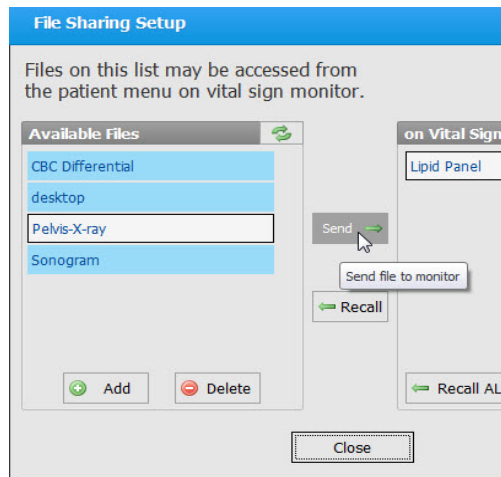 File Sharing Setup
Files on this list may be accessed from
the patient menu on vital sign monitor.
Available Files
on Vital Sign
CBC Differential
desktop
Pelvis-X-ray
Sonogram
Lipid Panel
Send
Send file to monitor
Recall
Add
Delete
Recall AL
Close